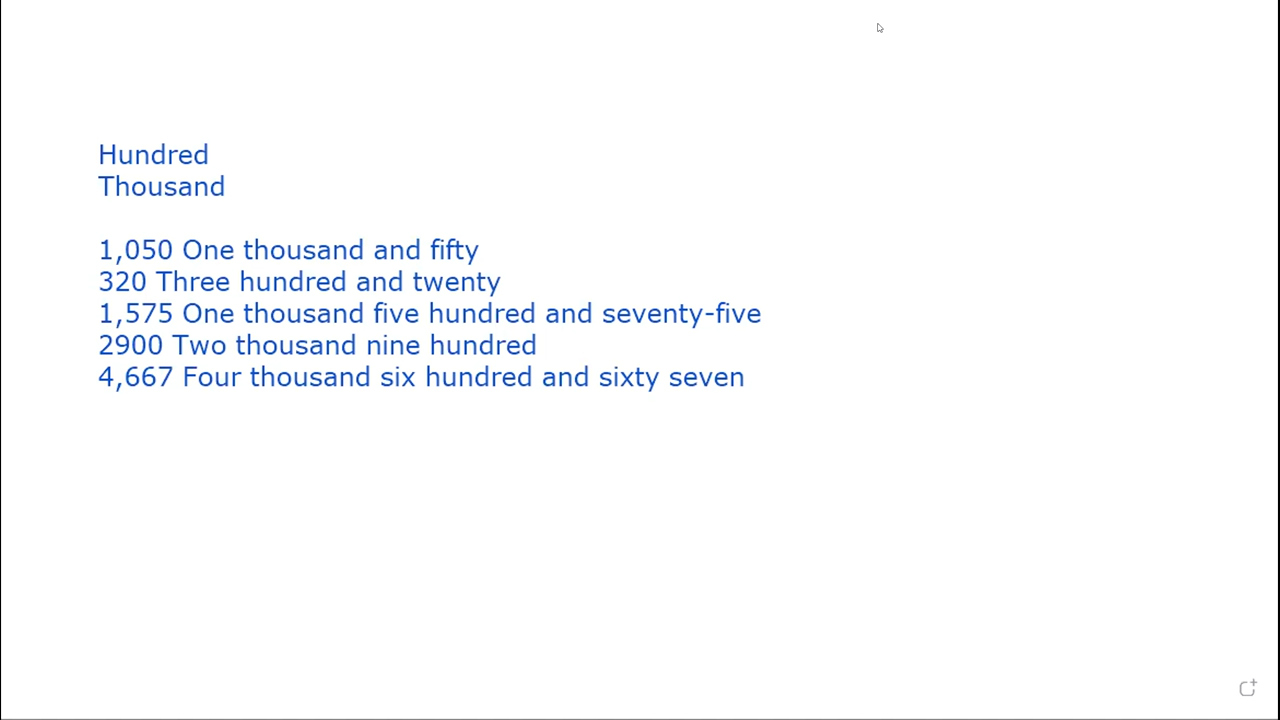 Hundred
Thousand
1,050 One thousand and fifty
320 Three hundred and twenty
1,575 One thousand five hundred and seventy-five
2900 Two thousand nine hundred
4,667 Four thousand six hundred and sixty seven